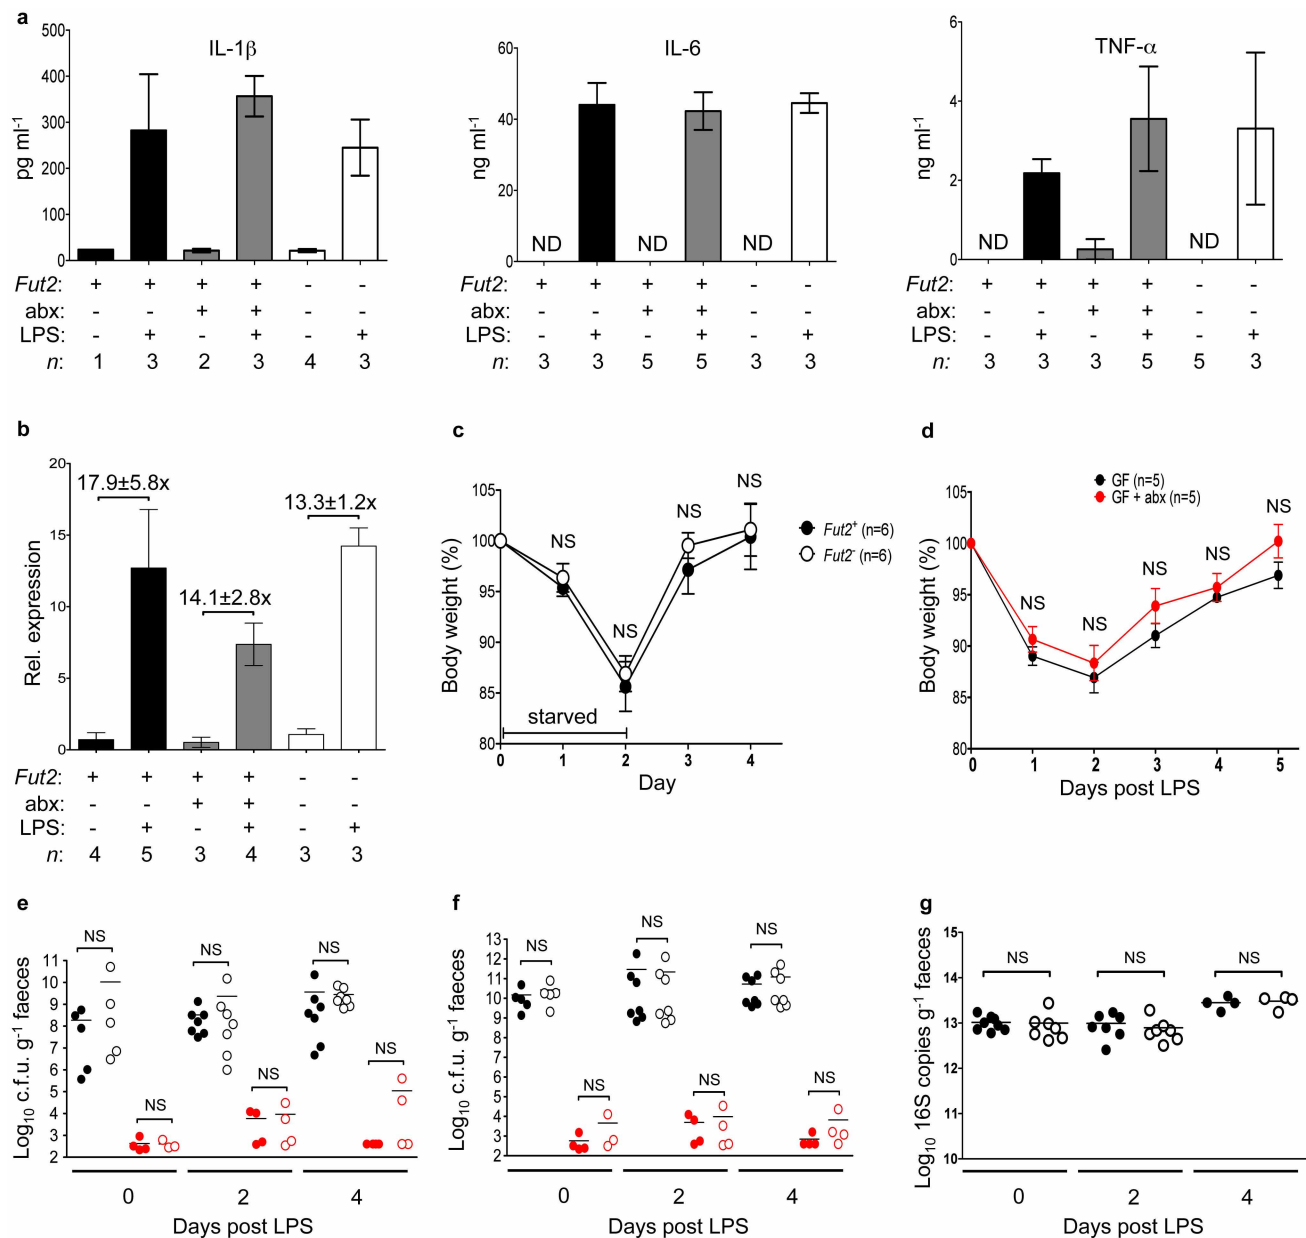 a
IL-1β
pg ml-1
500
400
300
200
100
0
Fut2: + + + + - -
abx: - - + + - -
LPS: - + - + - +
n: 1 3 2 3 4 3
IL-6
ng ml-1
60
40
20
0
ND ND ND
Fut2: + + + + - -
abx: - - + + - -
LPS: - + - + - +
n: 3 3 5 5 3 3
TNF-α
ng ml-1
6
4
2
0
ND ND
Fut2: + + + + - -
abx: - - + + - -
LPS: - + - + - +
n: 3 3 3 5 5 3
b
Rel. expression
20
15
10
5
0
17.9±5.8x
14.1±2.8x
13.3±1.2x
Fut2: + + + + - -
abx: - - + + - -
LPS: - + - + - +
n: 4 5 3 4 3 3
c
Body weight (%)
105
100
95
90
85
80
NS NS NS NS
starved
Fut2+ (n=6)
Fut2- (n=6)
0 1 2 3 4
Day
d
GF (n=5)
GF + abx (n=5)
Body weight (%)
105
100
95
90
85
80
NS NS NS NS NS
0 1 2 3 4 5
Days post LPS
e
Log10 c.f.u. g-1 faeces
11
10
9
8
7
6
5
4
3
2
NS NS NS
NS NS NS
0 2 4
Days post LPS
f
Log10 c.f.u. g-1 faeces
13
12
11
10
9
8
7
6
5
4
3
2
NS NS NS
NS NS NS
0 2 4
Days post LPS
g
Log10 16S copies g-1 faeces
15
14
13
12
11
10
NS NS NS
0 2 4
Days post LPS